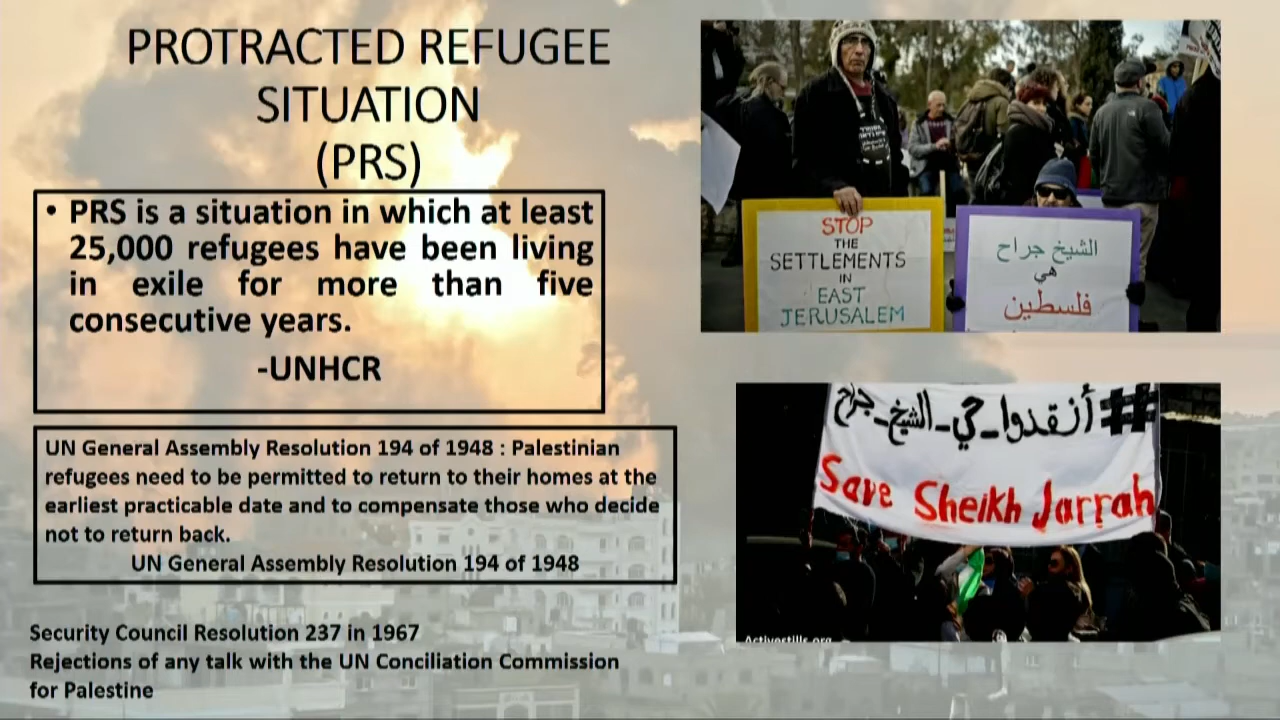 PROTRACTED REFUGEE
SITUATION
(PRS)
• PRS is a situation in which at least
25,000 refugees have been living
in exile for more than five
consecutive years.
-UNHCR
UN General Assembly Resolution 194 of 1948 : Palestinian
refugees need to be permitted to return to their homes at the
earliest practicable date and to compensate those who decide
not to return back.
UN General Assembly Resolution 194 of 1948
Security Council Resolution 237 in 1967
Rejections of any talk with the UN Conciliation Commission
for Palestine
STOP
THE
SETTLEMENTS
IN
EAST
JERUSALEM
الشيخ جراح
هي
فلسطين
#أنقذوا_حي_الشيخ_جراح
Save Sheikh Jarrah
Activestills.org